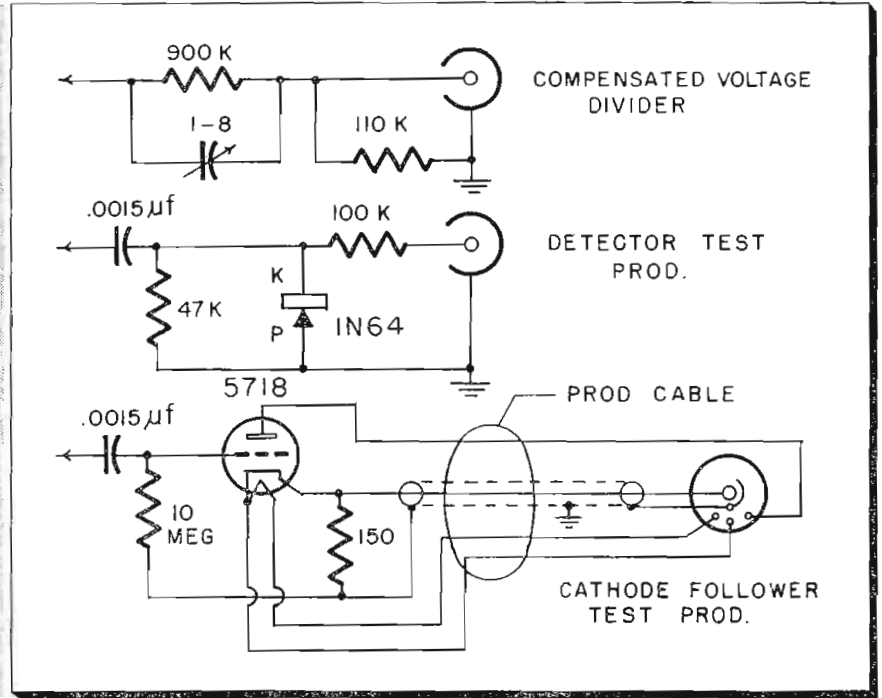 900 K
1-8
110 K
COMPENSATED VOLTAGE
DIVIDER
.0015µf
100 K
47 K
K
P
1N64
DETECTOR TEST
PROD.
5718
PROD CABLE
.0015µf
10
MEG
150
CATHODE FOLLOWER
TEST PROD.